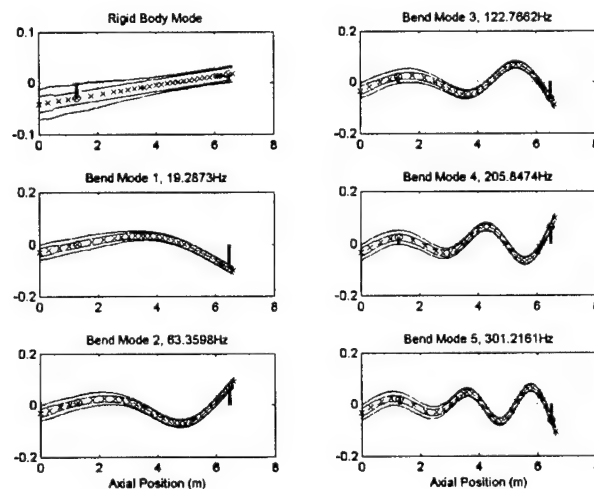 Rigid Body Mode
0.1
0
-0.1
0 2 4 6 8
Bend Mode 1, 19.2873Hz
0.2
0
-0.2
0 2 4 6 8
Bend Mode 2, 63.3598Hz
0.2
0
-0.2
0 2 4 6 8
Axial Position (m)
Bend Mode 3, 122.7662Hz
0.2
0
-0.2
0 2 4 6 8
Bend Mode 4, 205.8474Hz
0.2
0
-0.2
0 2 4 6 8
Bend Mode 5, 301.2161Hz
0.2
0
-0.2
0 2 4 6 8
Axial Position (m)